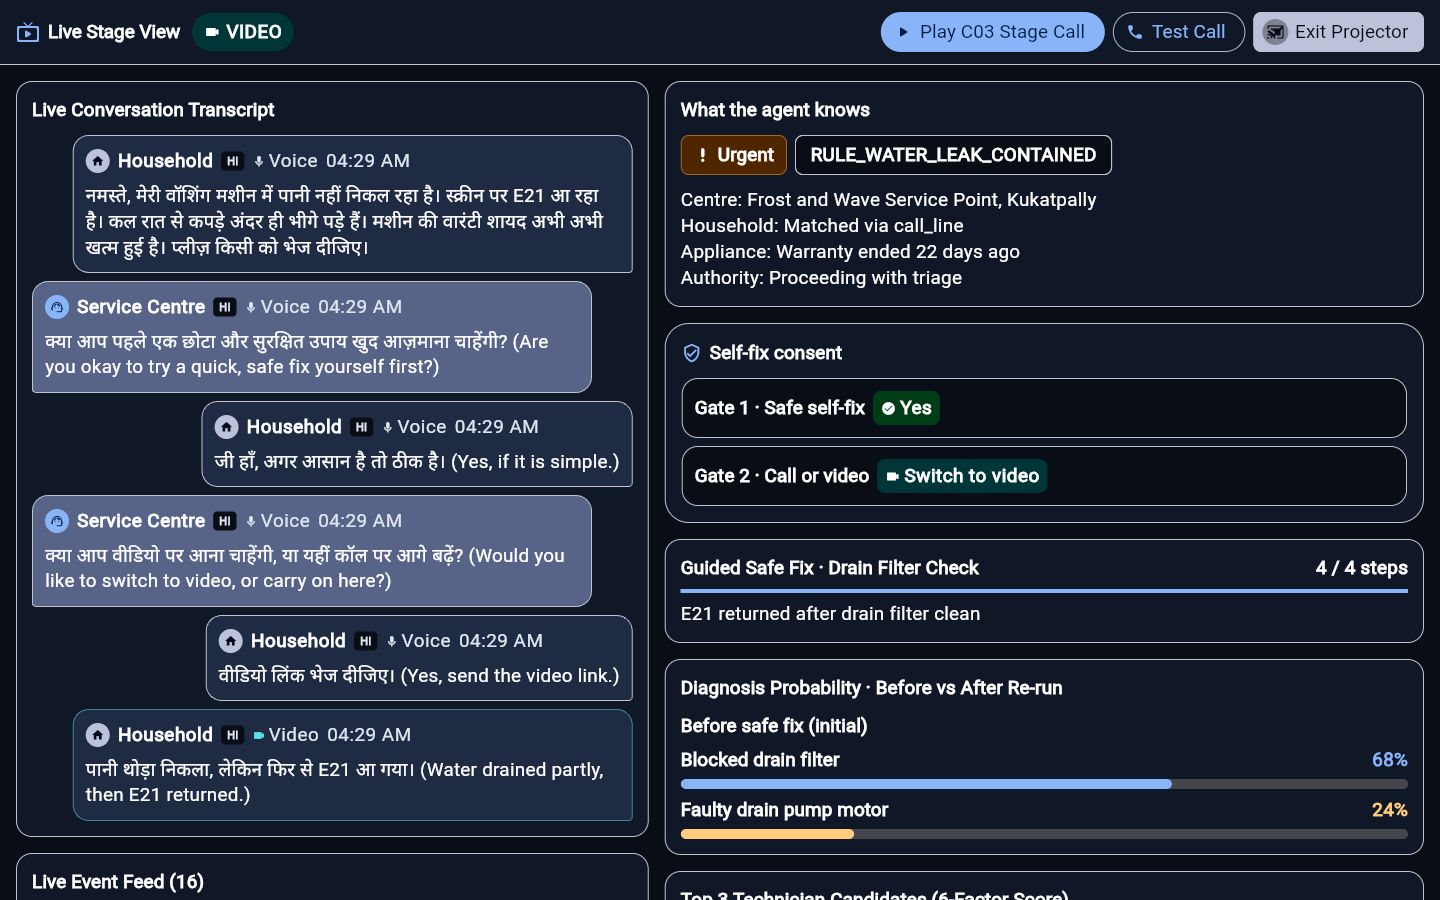 Live Stage View
VIDEO
Play C03 Stage Call
Test Call
Exit Projector
Live Conversation Transcript
Household HI Voice 04:29 AM
नमस्ते, मेरी वॉशिंग मशीन में पानी नहीं निकल रहा है। स्क्रीन पर E21 आ रहा
है। कल रात से कपड़े अंदर ही भीगे पड़े हैं। मशीन की वारंटी शायद अभी अभी
खत्म हुई है। प्लीज़ किसी को भेज दीजिए।
Service Centre HI Voice 04:29 AM
क्या आप पहले एक छोटा और सुरक्षित उपाय खुद आज़माना चाहेंगी? (Are
you okay to try a quick, safe fix yourself first?)
Household HI Voice 04:29 AM
जी हाँ, अगर आसान है तो ठीक है। (Yes, if it is simple.)
Service Centre HI Voice 04:29 AM
क्या आप वीडियो पर आना चाहेंगी, या यहीं कॉल पर आगे बढ़ें? (Would you
like to switch to video, or carry on here?)
Household HI Voice 04:29 AM
वीडियो लिंक भेज दीजिए। (Yes, send the video link.)
Household HI Video 04:29 AM
पानी थोड़ा निकला, लेकिन फिर से E21 आ गया। (Water drained partly,
then E21 returned.)
Live Event Feed (16)
What the agent knows
Urgent
RULE_WATER_LEAK_CONTAINED
Centre: Frost and Wave Service Point, Kukatpally
Household: Matched via call_line
Appliance: Warranty ended 22 days ago
Authority: Proceeding with triage
Self-fix consent
Gate 1 · Safe self-fix Yes
Gate 2 · Call or video Switch to video
Guided Safe Fix · Drain Filter Check 4 / 4 steps
E21 returned after drain filter clean
Diagnosis Probability · Before vs After Re-run
Before safe fix (initial)
Blocked drain filter 68%
Faulty drain pump motor 24%
Top 3 Technician Candidates (6-Factor Score)